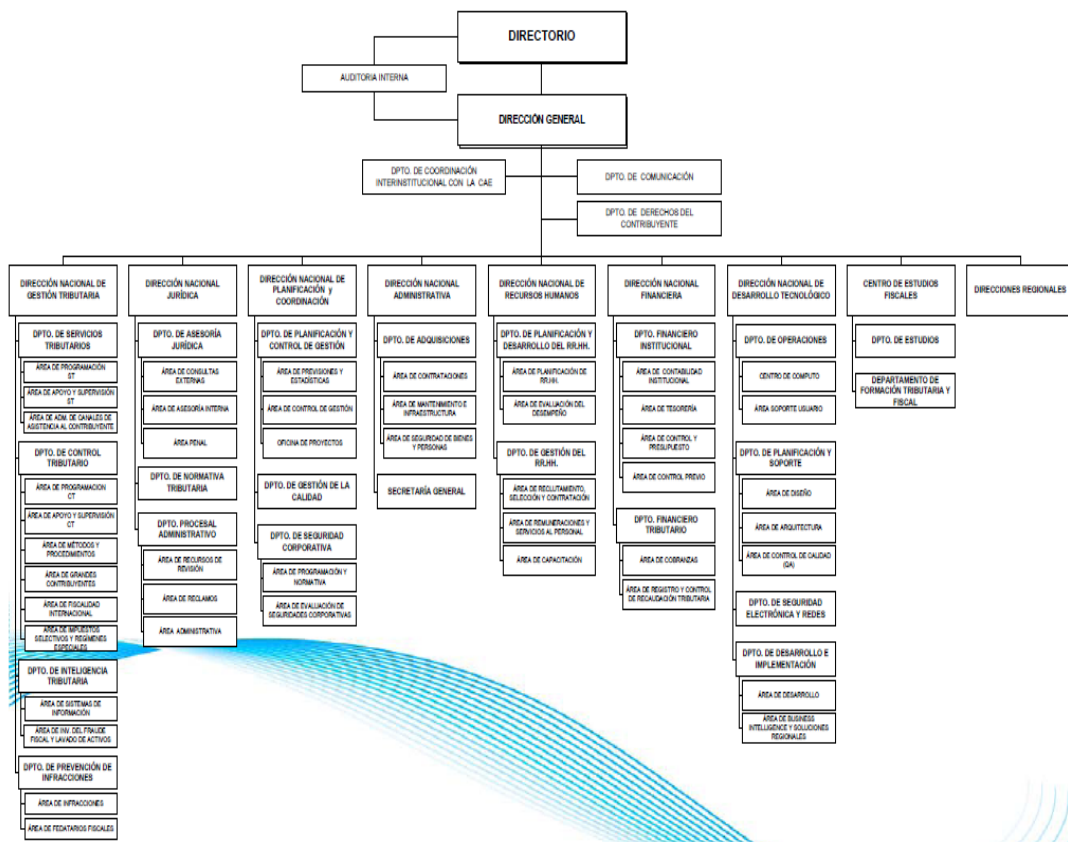 DIRECTORIO
AUDITORIA INTERNA
DIRECCIÓN GENERAL
DPTO. DE COORDINACIÓN
INTERINSTITUCIONAL CON LA CAE
DPTO. DE COMUNICACIÓN
DPTO. DE DERECHOS DEL
CONTRIBUYENTE
DIRECCIÓN NACIONAL DE
GESTIÓN TRIBUTARIA
DPTO. DE SERVICIOS
TRIBUTARIOS
ÁREA DE PROGRAMACIÓN
ST
ÁREA DE APOYO Y SUPERVISIÓN
ST
ÁREA DE ADM. DE CANALES DE
ASISTENCIA AL CONTRIBUYENTE
DPTO. DE CONTROL
TRIBUTARIO
ÁREA DE PROGRAMACION
CT
ÁREA DE APOYO Y SUPERVISIÓN
CT
ÁREA DE MÉTODOS Y
PROCEDIMIENTOS
ÁREA DE GRANDES
CONTRIBUYENTES
ÁREA DE FISCALIDAD
INTERNACIONAL
ÁREA DE IMPUESTOS
SELECTIVOS Y REGÍMENES
ESPECIALES
DPTO. DE INTELIGENCIA
TRIBUTARIA
ÁREA DE SISTEMAS DE
INFORMACIÓN
ÁREA DE INV. DEL FRAUDE
FISCAL Y LAVADO DE ACTIVOS
DPTO. DE PREVENCIÓN DE
INFRACCIONES
ÁREA DE INFRACCIONES
ÁREA DE FEDATARIOS FISCALES
DIRECCIÓN NACIONAL
JURÍDICA
DPTO. DE ASESORÍA
JURÍDICA
ÁREA DE CONSULTAS
EXTERNAS
ÁREA DE ASESORÍA INTERNA
ÁREA PENAL
DPTO. DE NORMATIVA
TRIBUTARIA
DPTO. PROCESAL
ADMINISTRATIVO
ÁREA DE RECURSOS DE
REVISIÓN
ÁREA DE RECLAMOS
ÁREA ADMINISTRATIVA
DIRECCIÓN NACIONAL DE
PLANIFICACIÓN y
COORDINACIÓN
DPTO. DE PLANIFICACIÓN Y
CONTROL DE GESTIÓN
ÁREA DE PREVISIONES Y
ESTADÍSTICAS
ÁREA DE CONTROL DE GESTIÓN
OFICINA DE PROYECTOS
DPTO. DE GESTIÓN DE LA
CALIDAD
DPTO. DE SEGURIDAD
CORPORATIVA
ÁREA DE PROGRAMACIÓN Y
NORMATIVA
ÁREA DE EVALUACIÓN DE
SEGURIDADES CORPORATIVAS
DIRECCIÓN NACIONAL
ADMINISTRATIVA
DPTO. DE ADQUISICIONES
ÁREA DE CONTRATACIONES
ÁREA DE MANTENIMIENTO E
INFRAESTRUCTURA
ÁREA DE SEGURIDAD DE BIENES
Y PERSONAS
SECRETARÍA GENERAL
DIRECCIÓN NACIONAL DE
RECURSOS HUMANOS
DPTO. DE PLANIFICACIÓN Y
DESARROLLO DEL RR.HH.
ÁREA DE PLANIFICACIÓN DE
RR.HH.
ÁREA DE EVALUACIÓN DEL
DESEMPEÑO
DPTO. DE GESTIÓN DEL
RR.HH.
ÁREA DE RECLUTAMIENTO,
SELECCIÓN Y CONTRATACIÓN
ÁREA DE REMUNERACIONES Y
SERVICIOS AL PERSONAL
ÁREA DE CAPACITACIÓN
DIRECCIÓN NACIONAL
FINANCIERA
DPTO. FINANCIERO
INSTITUCIONAL
ÁREA DE CONTABILIDAD
INSTITUCIONAL
ÁREA DE TESORERÍA
ÁREA DE CONTROL Y
PRESUPUESTO
ÁREA DE CONTROL PREVIO
DPTO. FINANCIERO
TRIBUTARIO
ÁREA DE COBRANZAS
ÁREA DE REGISTRO Y CONTROL
DE RECAUDACIÓN TRIBUTARIA
DIRECCIÓN NACIONAL DE
DESARROLLO TECNOLÓGICO
DPTO. DE OPERACIONES
CENTRO DE COMPUTO
ÁREA SOPORTE USUARIO
DPTO. DE PLANIFICACIÓN Y
SOPORTE
ÁREA DE DISEÑO
ÁREA DE ARQUITECTURA
ÁREA DE CONTROL DE CALIDAD
(QA)
DPTO. DE SEGURIDAD
ELECTRÓNICA Y REDES
DPTO. DE DESARROLLO E
IMPLEMENTACIÓN
ÁREA DE DESARROLLO
ÁREA DE BUSINESS
INTELLIGENCE Y SOLUCIONES
REGIONALES
CENTRO DE ESTUDIOS
FISCALES
DPTO. DE ESTUDIOS
DEPARTAMENTO DE
FORMACIÓN TRIBUTARIA Y
FISCAL
DIRECCIONES REGIONALES